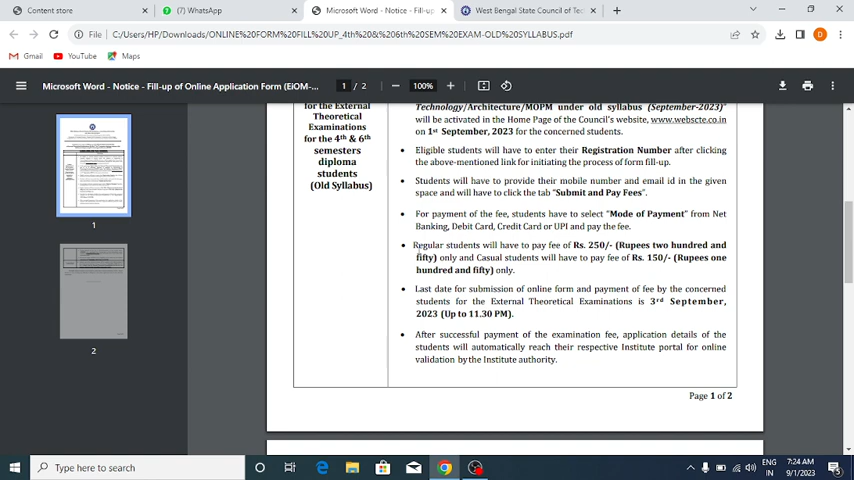 Content store
(7) WhatsApp
Microsoft Word - Notice - Fill-up
West Bengal State Council of Tec
File
C:/Users/HP/Downloads/ONLINE%20FORM%20FILL%20UP_4th%20&%206th%20SEM%20EXAM-OLD%20SYLLABUS.pdf
D
Gmail
YouTube
Maps
Microsoft Word - Notice - Fill-up of Online Application Form (EiOM-...
1 / 2
100%
1
2
for the External
Theoretical
Examinations
for the 4th & 6th
semesters
diploma
students
(Old Syllabus)
Technology/Architecture/MOPM under old syllabus (September-2023)"
will be activated in the Home Page of the Council's website, www.webscte.co.in
on 1st September, 2023 for the concerned students.
• Eligible students will have to enter their Registration Number after clicking
the above-mentioned link for initiating the process of form fill-up.
• Students will have to provide their mobile number and email id in the given
space and will have to click the tab "Submit and Pay Fees".
• For payment of the fee, students have to select "Mode of Payment" from Net
Banking, Debit Card, Credit Card or UPI and pay the fee.
• Regular students will have to pay fee of Rs. 250/- (Rupees two hundred and
fifty) only and Casual students will have to pay fee of Rs. 150/- (Rupees one
hundred and fifty) only.
• Last date for submission of online form and payment of fee by the concerned
students for the External Theoretical Examinations is 3rd September,
2023 (Up to 11.30 PM).
• After successful payment of the examination fee, application details of the
students will automatically reach their respective Institute portal for online
validation by the Institute authority.
Page 1 of 2
Type here to search
ENG
IN
7:24 AM
9/1/2023
5